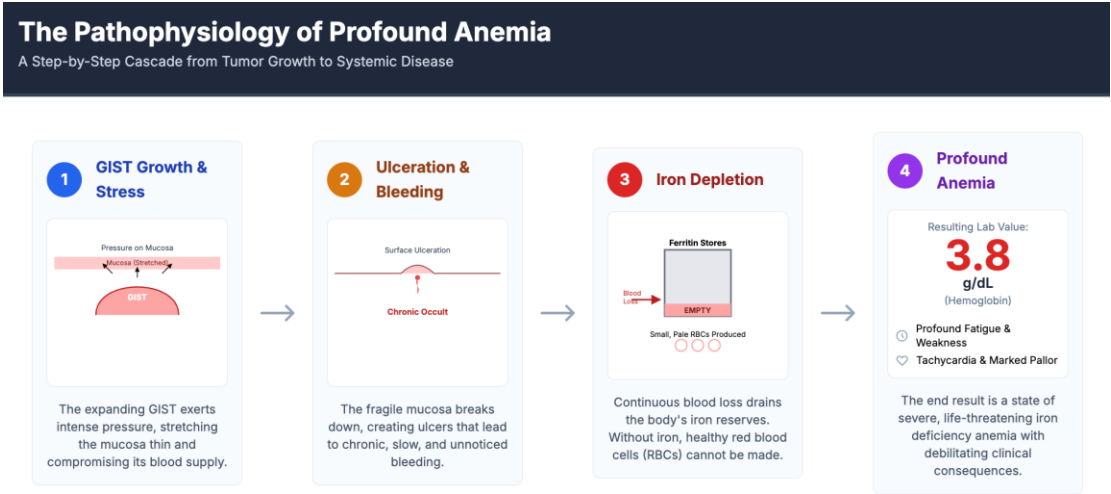 The Pathophysiology of Profound Anemia
A Step-by-Step Cascade from Tumor Growth to Systemic Disease
1
GIST Growth &
Stress
Pressure on Mucosa
Mucosa (Stretched)
GIST
The expanding GIST exerts
intense pressure, stretching
the mucosa thin and
compromising its blood supply.
2
Ulceration &
Bleeding
Surface Ulceration
Chronic Occult
The fragile mucosa breaks
down, creating ulcers that lead
to chronic, slow, and unnoticed
bleeding.
3
Iron Depletion
Ferritin Stores
Blood
Loss
EMPTY
Small, Pale RBCs Produced
Continuous blood loss drains
the body's iron reserves.
Without iron, healthy red blood
cells (RBCs) cannot be made.
4
Profound
Anemia
Resulting Lab Value:
3.8
g/dL
(Hemoglobin)
Profound Fatigue &
Weakness
Tachycardia & Marked Pallor
The end result is a state of
severe, life-threatening iron
deficiency anemia with
debilitating clinical
consequences.